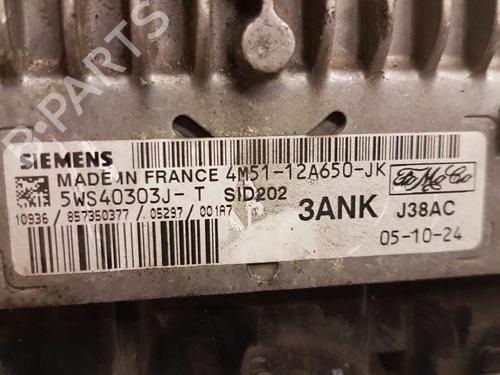 B-PARTS
SIEMENS
MADE IN FRANCE 4M51-12A650-JK
5WS40303J- T SID202
10936 / 857350377 / 05297 / 001A7
FoMoCo
3ANK J38AC
05-10-24